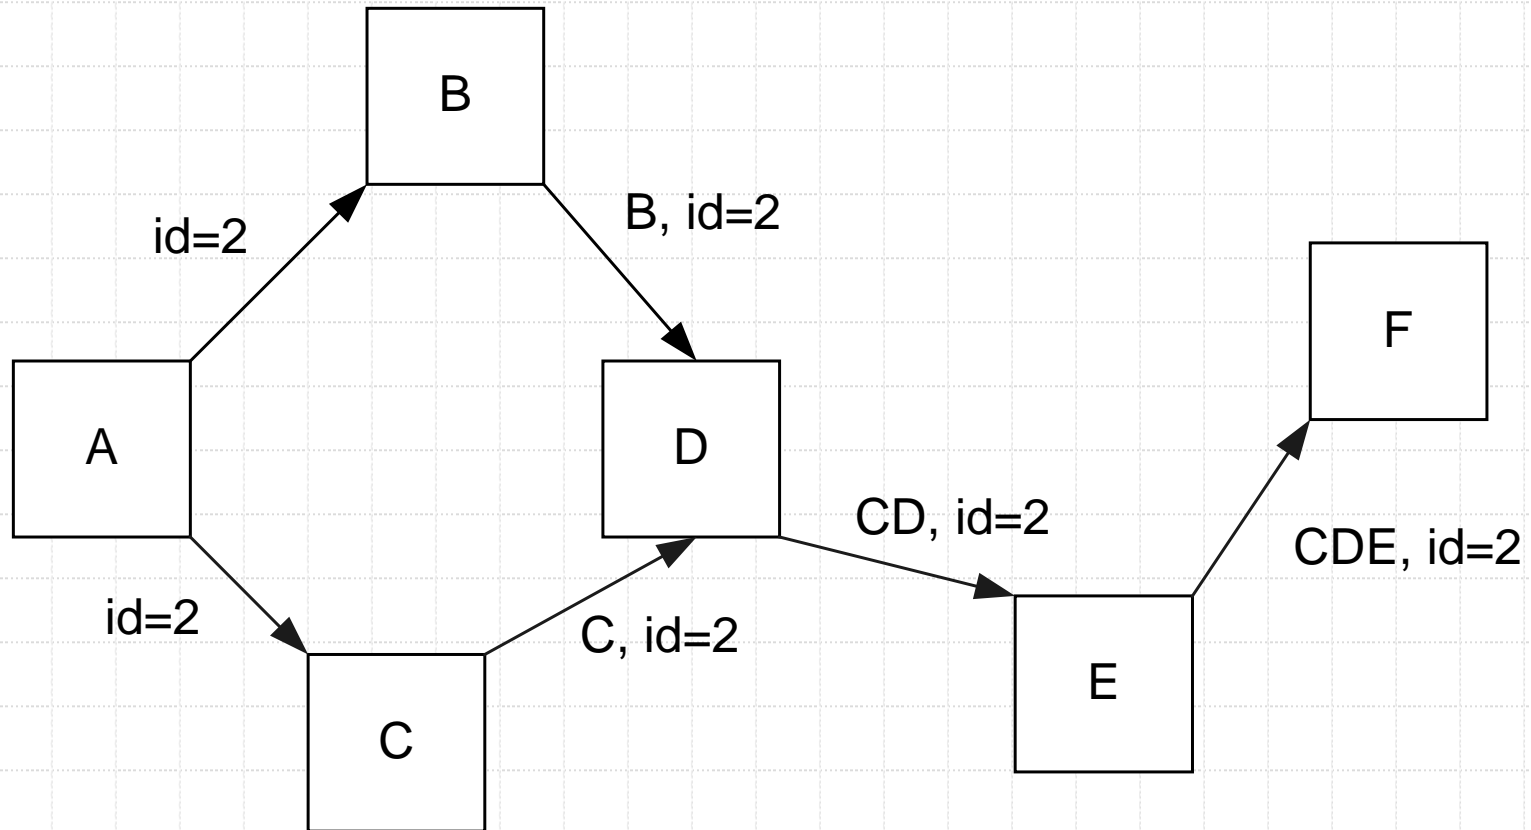 B
id=2
B, id=2
F
A
D
CD, id=2
CDE, id=2
id=2
C, id=2
E
C